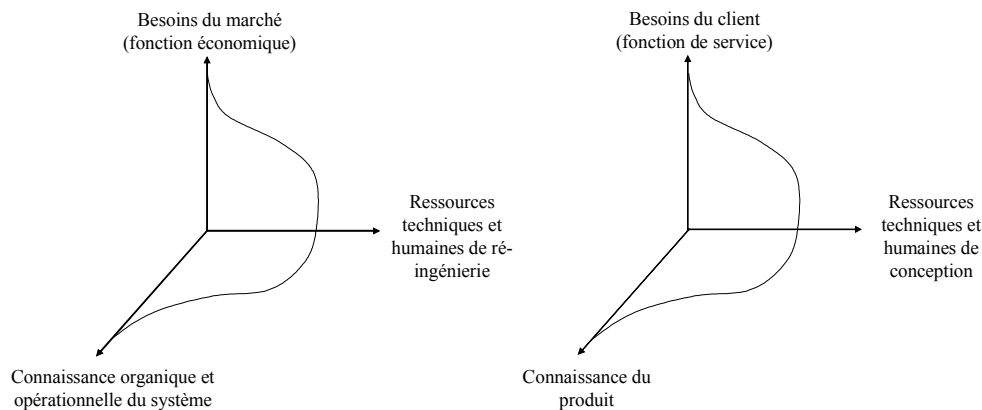 Besoins du marché
(fonction économique)
Ressources
techniques et
humaines de ré-
ingénierie
Connaissance organique et
opérationnelle du système
Besoins du client
(fonction de service)
Ressources
techniques et
humaines de
conception
Connaissance du
produit